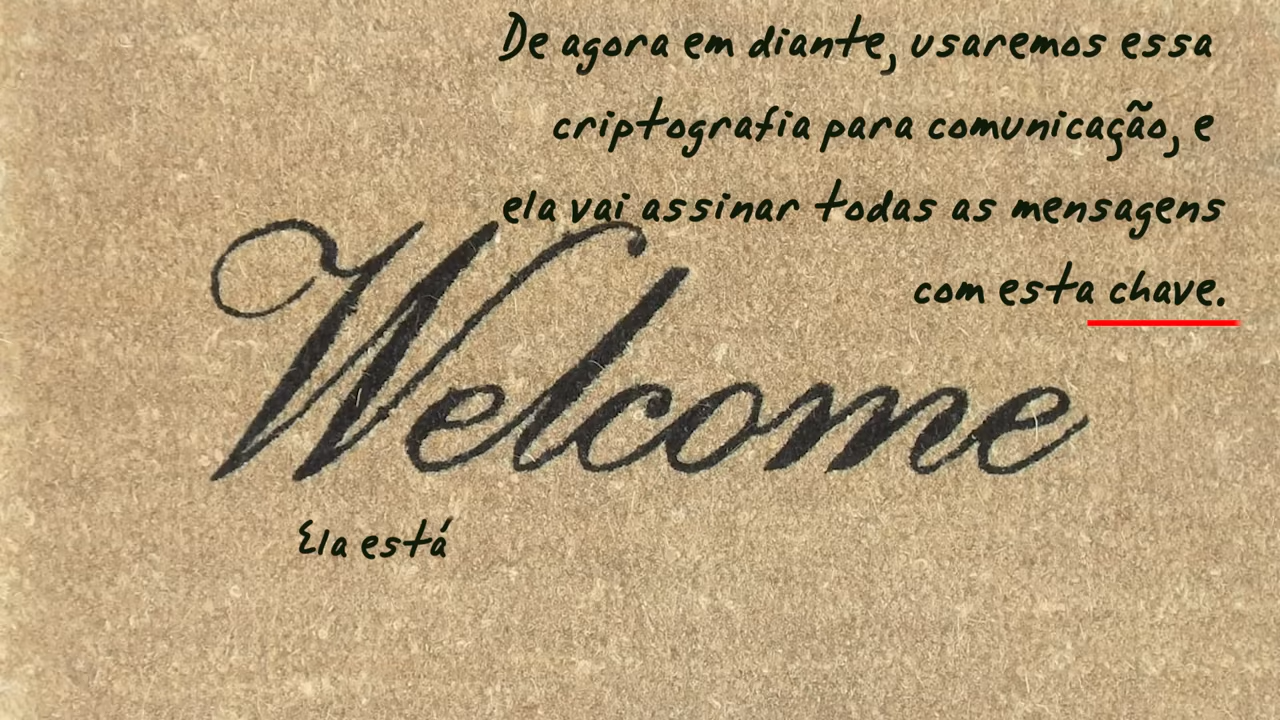 De agora em diante, usaremos essa
criptografia para comunicação, e
ela vai assinar todas as mensagens
com esta chave.
Welcome
Ela está